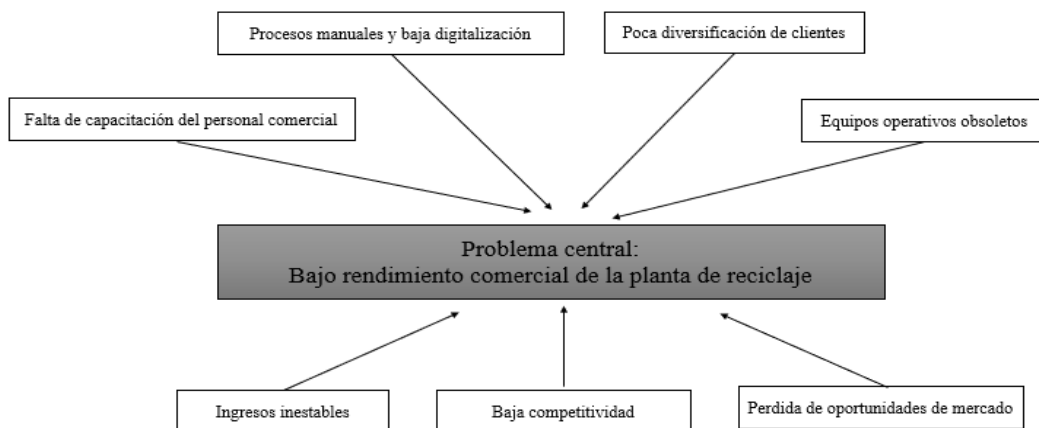 Procesos manuales y baja digitalización
Poca diversificación de clientes
Falta de capacitación del personal comercial
Equipos operativos obsoletos
Problema central:
Bajo rendimiento comercial de la planta de reciclaje
Ingresos inestables
Baja competitividad
Perdida de oportunidades de mercado